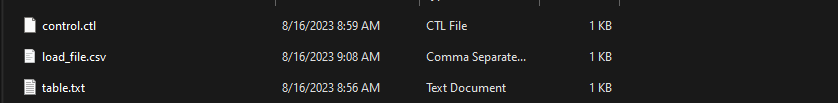 control.ctl 8/16/2023 8:59 AM CTL File 1 KB
load_file.csv 8/16/2023 9:08 AM Comma Separate... 1 KB
table.txt 8/16/2023 8:56 AM Text Document 1 KB